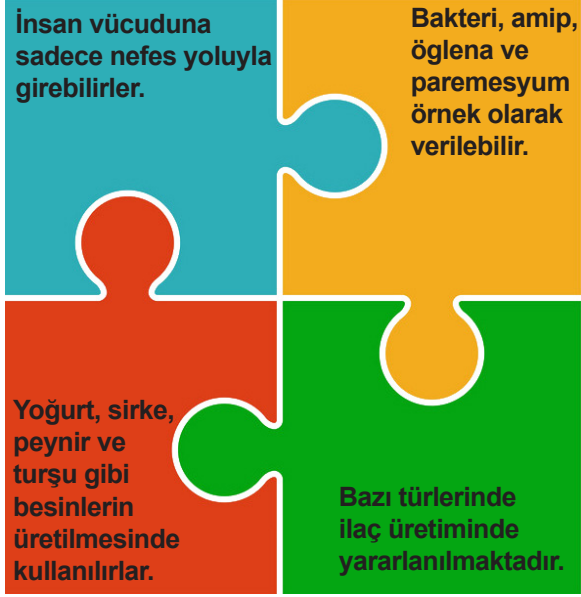 İnsan vücuduna
sadece nefes yoluyla
girebilirler.
Bakteri, amip,
öglena ve
paremesyum
örnek olarak
verilebilir.
Yoğurt, sirke,
peynir ve
turşu gibi
besinlerin
üretilmesinde
kullanılırlar.
Bazı türlerinde
ilaç üretiminde
yararlanılmaktadır.